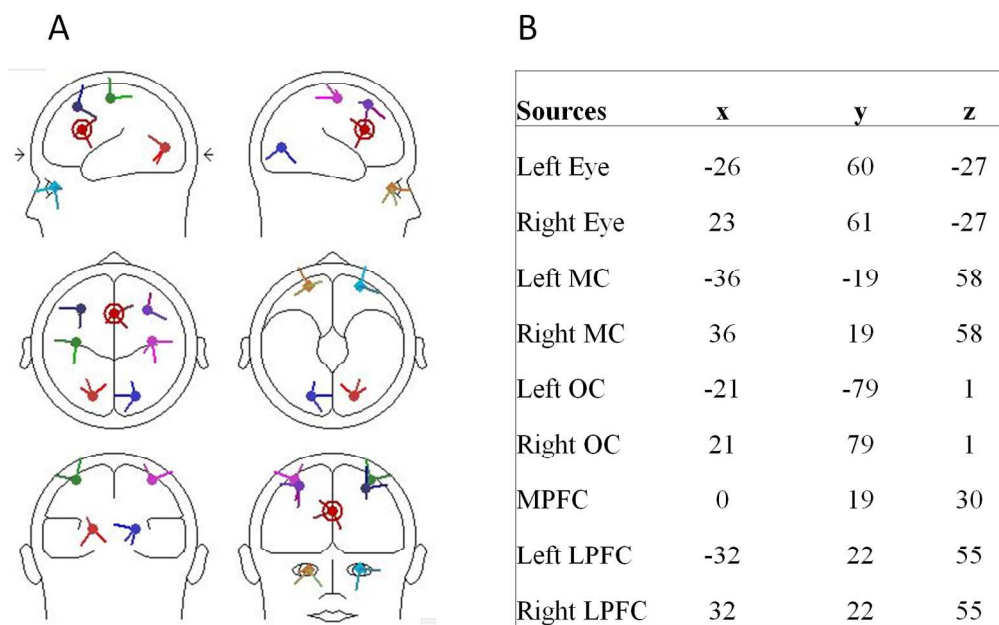 A
B
Sources x y z
Left Eye -26 60 -27
Right Eye 23 61 -27
Left MC -36 -19 58
Right MC 36 19 58
Left OC -21 -79 1
Right OC 21 79 1
MPFC 0 19 30
Left LPFC -32 22 55
Right LPFC 32 22 55